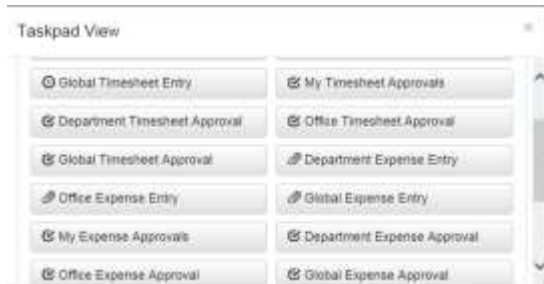 Taskpad View
Global Timesheet Entry
My Timesheet Approvals
Department Timesheet Approval
Office Timesheet Approval
Global Timesheet Approval
Department Expense Entry
Office Expense Entry
Global Expense Entry
My Expense Approvals
Department Expense Approval
Office Expense Approval
Global Expense Approval